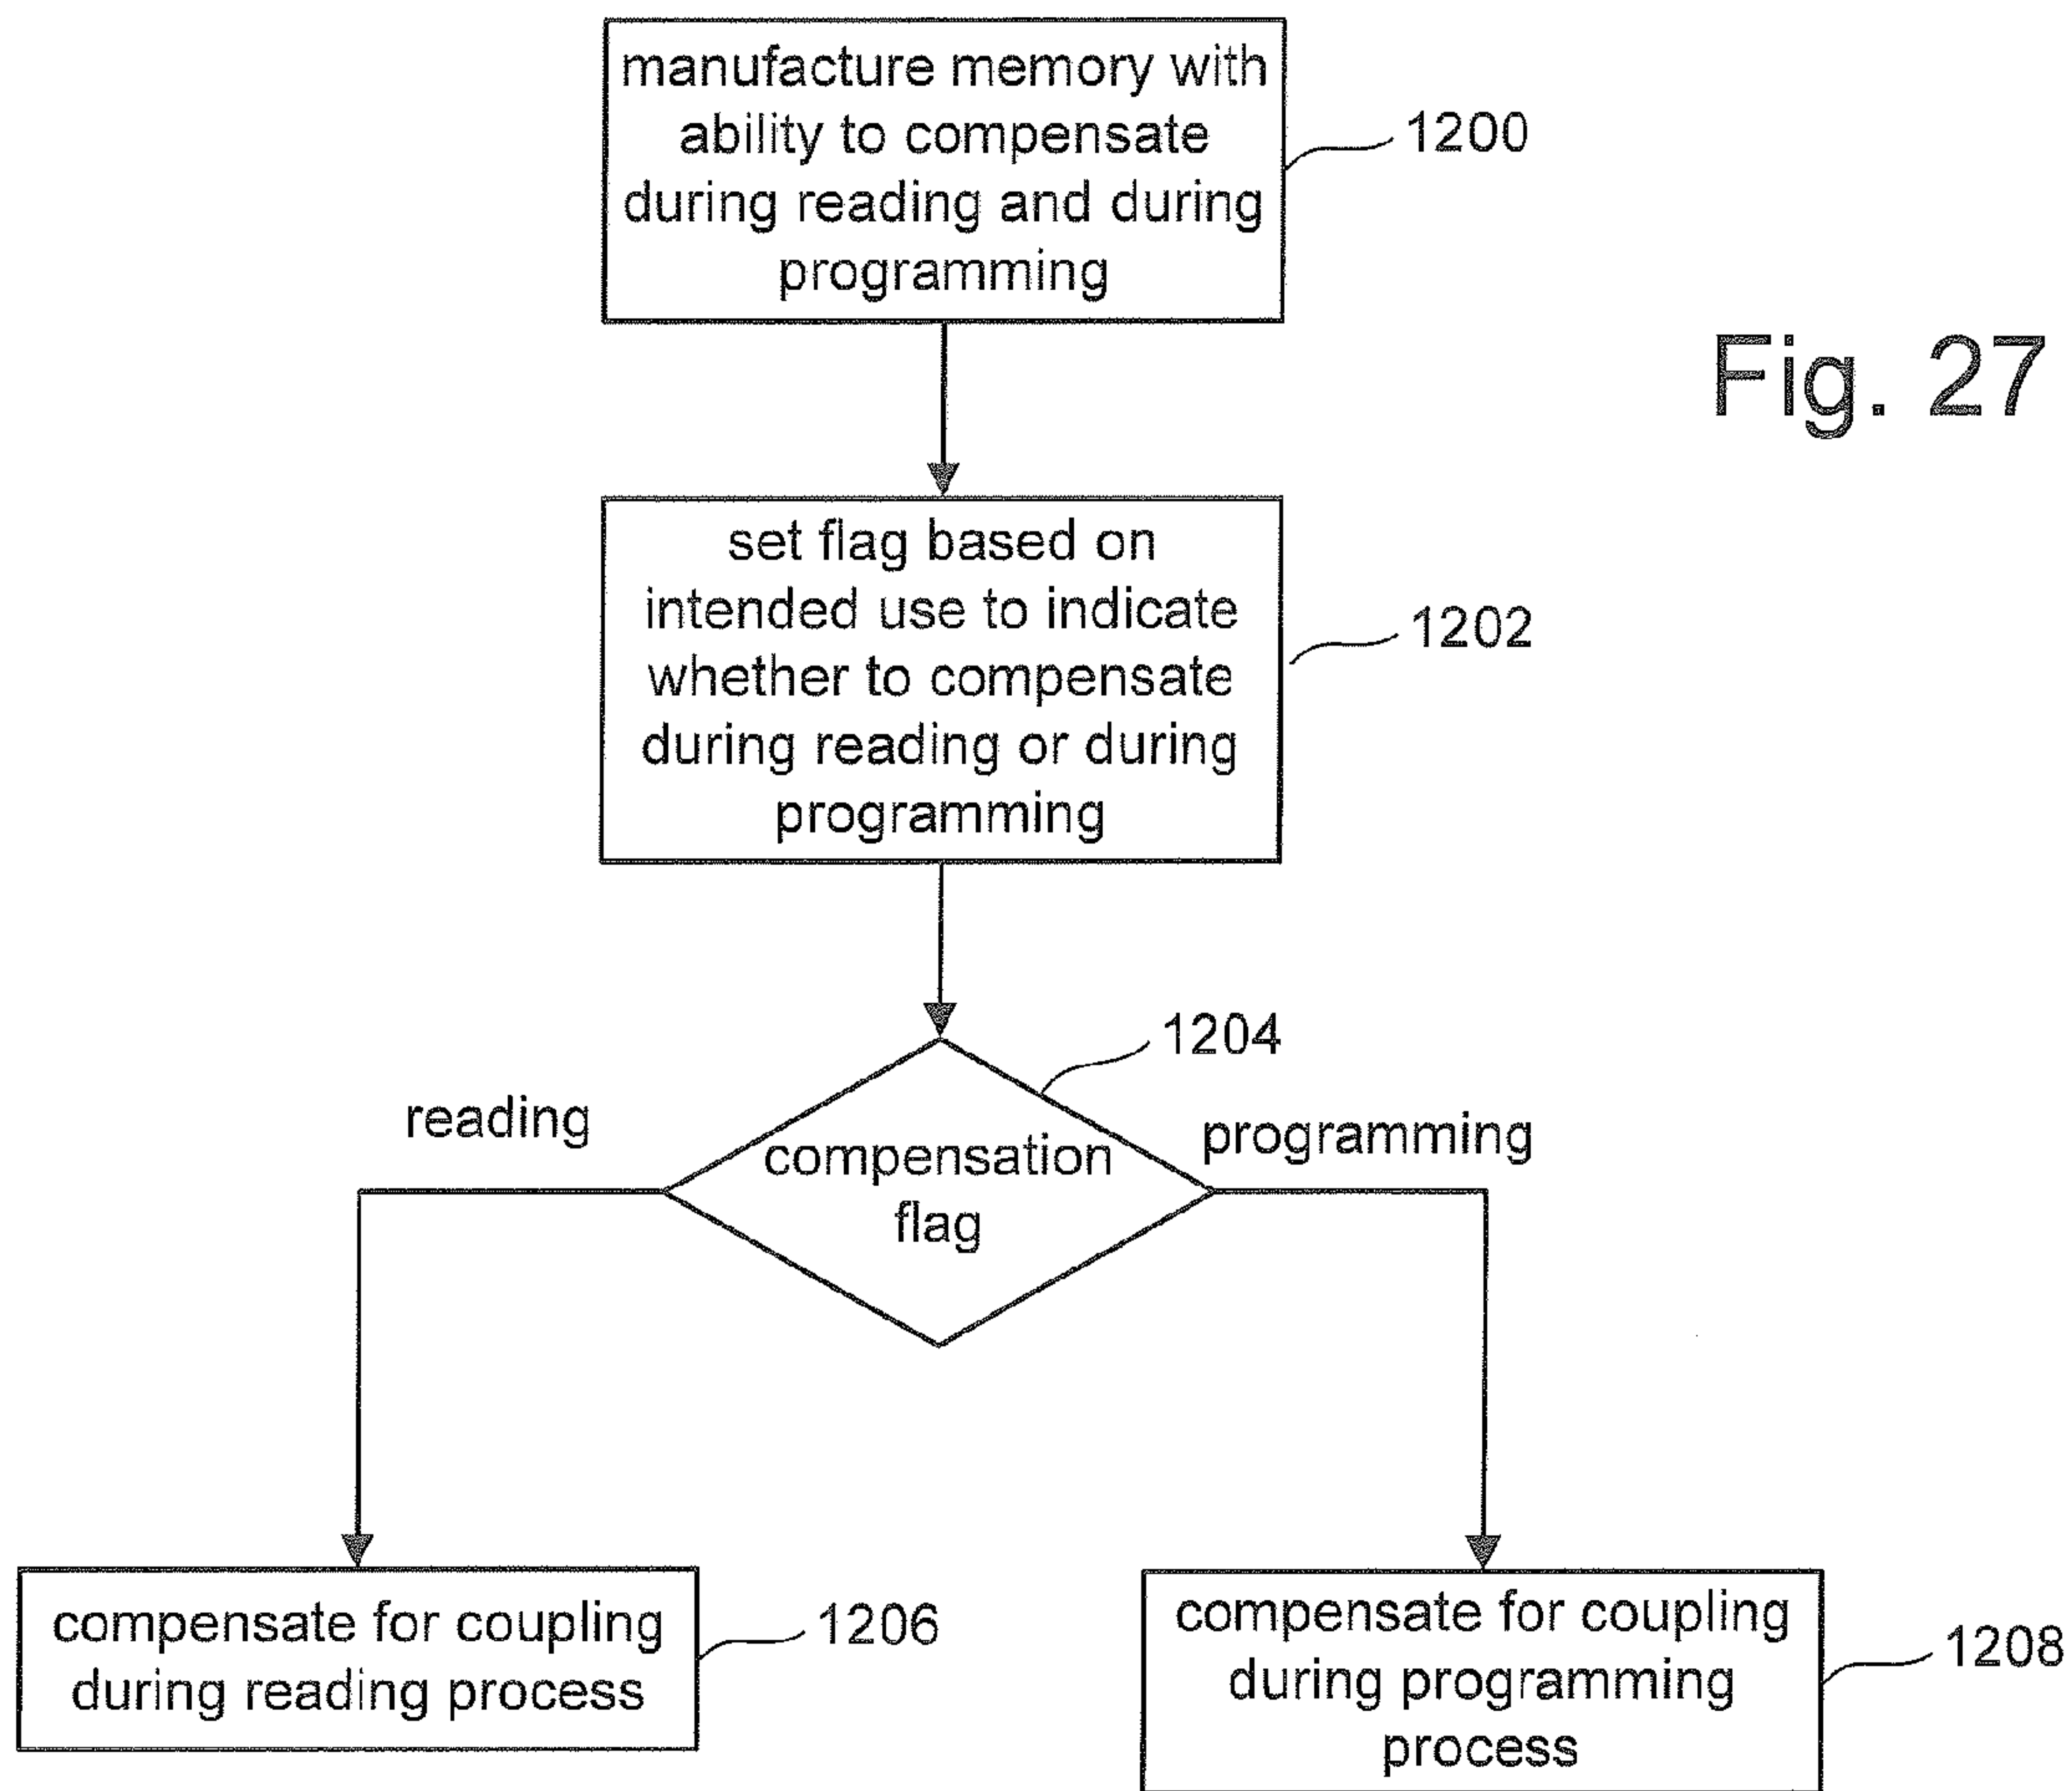 manufacture memory with
ability to compensate
during reading and during
programming
1200
Fig. 27
set flag based on
intended use to indicate
whether to compensate
during reading or during
programming
1202
1204
reading
compensation
flag
programming
compensate for coupling
during reading process
1206
compensate for coupling
during programming
process
1208